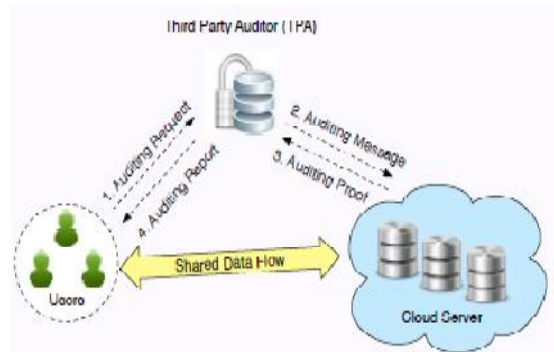 Third Party Auditor (TPA)
1. Auditing Request
2. Auditing Message
3. Auditing Proof
4. Auditing Report
Shared Data Flow
Users
Cloud Server